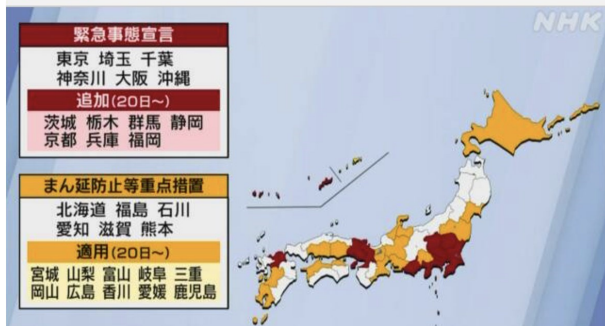 NHK
緊急事態宣言
東京 埼玉 千葉
神奈川 大阪 沖縄
追加(20日～)
茨城 栃木 群馬 静岡
京都 兵庫 福岡
まん延防止等重点措置
北海道 福島 石川
愛知 滋賀 熊本
適用(20日～)
宮城 山梨 富山 岐阜 三重
岡山 広島 香川 愛媛 鹿児島